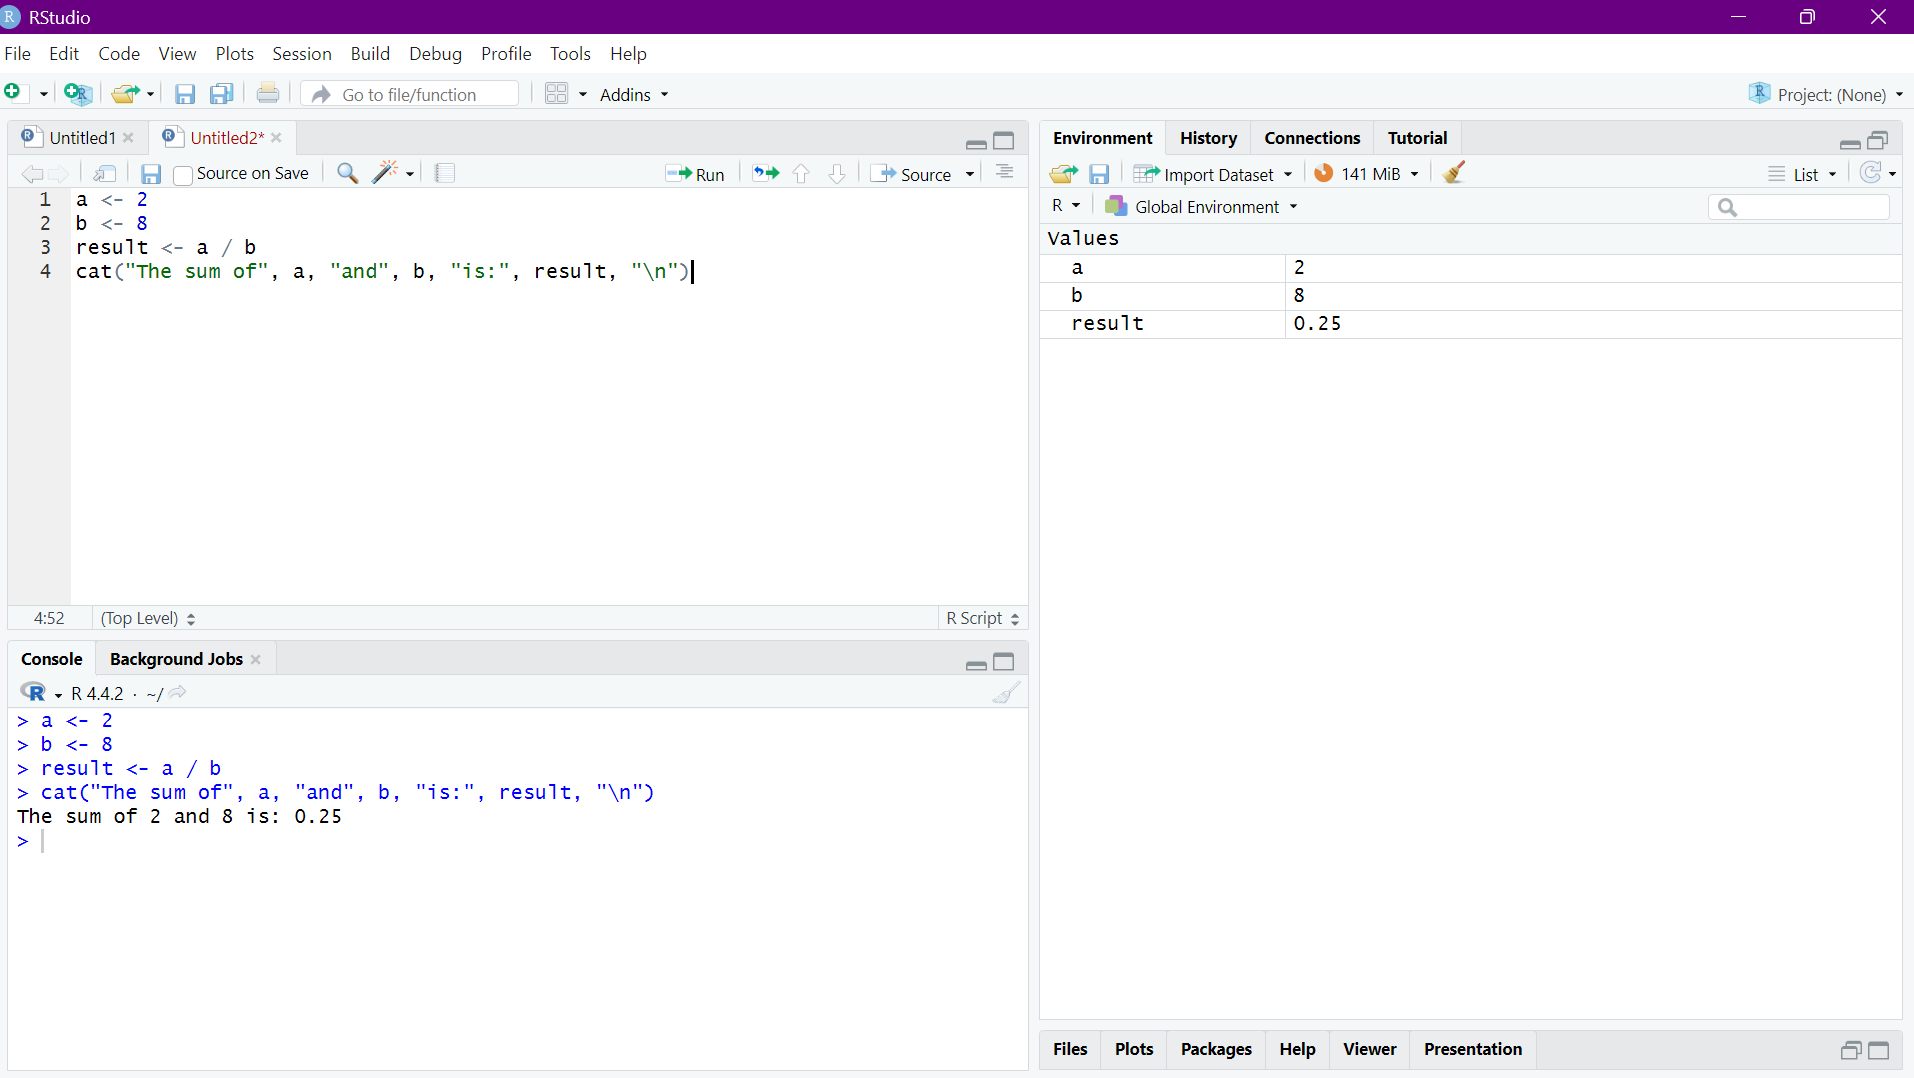 RStudio
File Edit Code View Plots Session Build Debug Profile Tools Help
Go to file/function Addins Project: (None)
Untitled1 Untitled2*
Source on Save Run Source
1 a <- 2
2 b <- 8
3 result <- a / b
4 cat("The sum of", a, "and", b, "is:", result, "\n")
4:52 (Top Level) R Script
Console Background Jobs
R 4.4.2 · ~/
> a <- 2
> b <- 8
> result <- a / b
> cat("The sum of", a, "and", b, "is:", result, "\n")
The sum of 2 and 8 is: 0.25
>
Environment History Connections Tutorial
Import Dataset 141 MiB List
R Global Environment
Values
a 2
b 8
result 0.25
Files Plots Packages Help Viewer Presentation